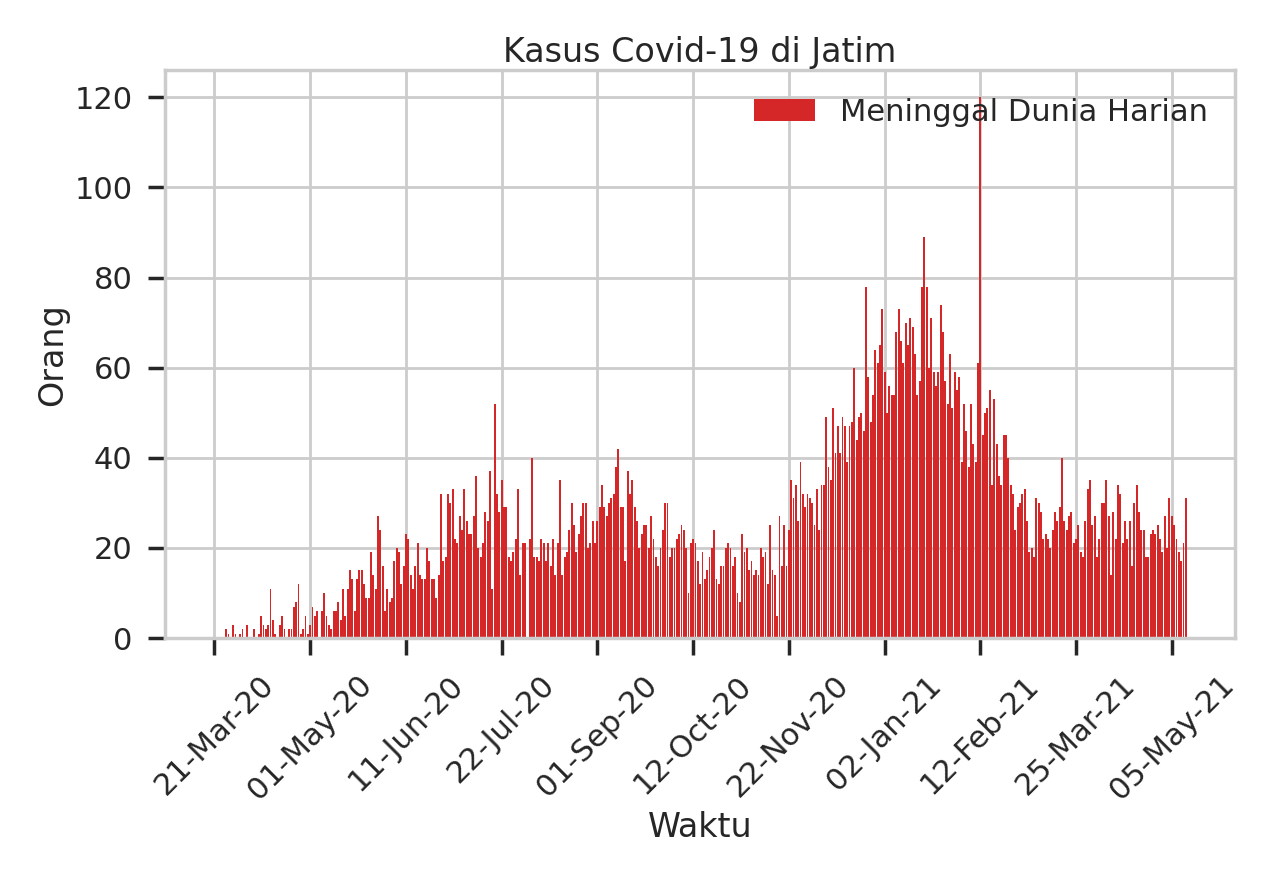 Kasus Covid-19 di Jatim
Meninggal Dunia Harian
Orang
120
100
80
60
40
20
0
21-Mar-20
01-May-20
11-Jun-20
22-Jul-20
01-Sep-20
12-Oct-20
22-Nov-20
02-Jan-21
12-Feb-21
25-Mar-21
05-May-21
Waktu